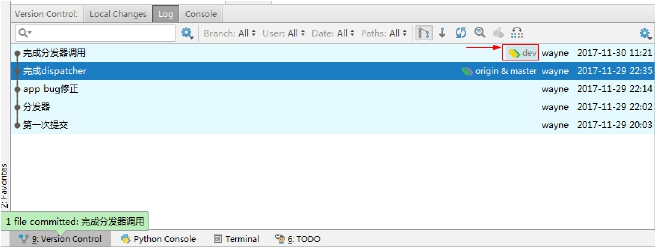 Version Control: Local Changes Log Console
Branch: All User: All Date: All Paths: All
完成分发器调用 dev wayne 2017-11-30 11:21
完成dispatcher origin & master wayne 2017-11-29 22:35
app bug修正 wayne 2017-11-29 22:14
分发器 wayne 2017-11-29 22:02
第一次提交 wayne 2017-11-29 20:03
2: Favorites
1 file committed: 完成分发器调用
9: Version Control Python Console Terminal 6: TODO